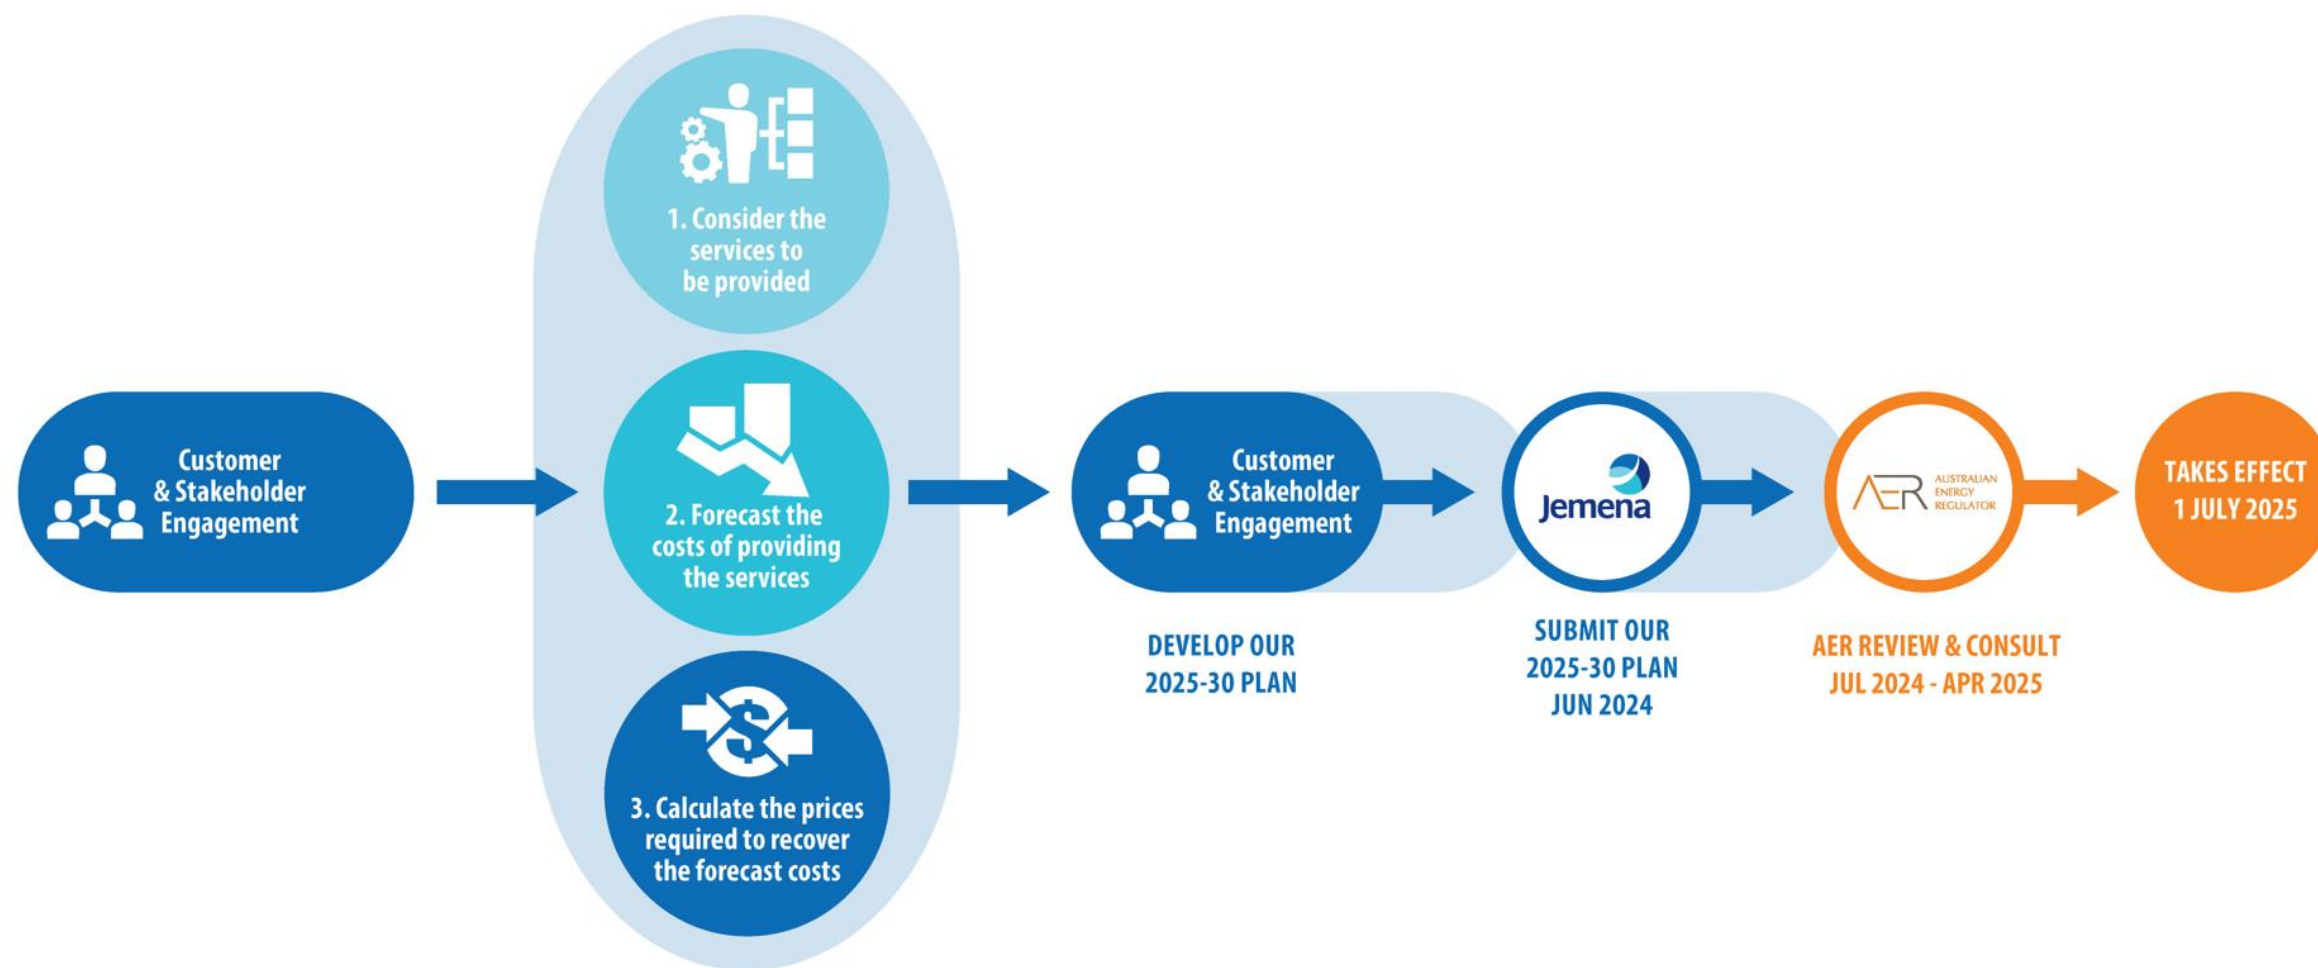 Customer
& Stakeholder
Engagement
1. Consider the
services to
be provided
2. Forecast the
costs of providing
the services
3. Calculate the prices
required to recover
the forecast costs
Customer
& Stakeholder
Engagement
DEVELOP OUR
2025-30 PLAN
Jemena
SUBMIT OUR
2025-30 PLAN
JUN 2024
AER
AUSTRALIAN
ENERGY
REGULATOR
AER REVIEW & CONSULT
JUL 2024 - APR 2025
TAKES EFFECT
1 JULY 2025